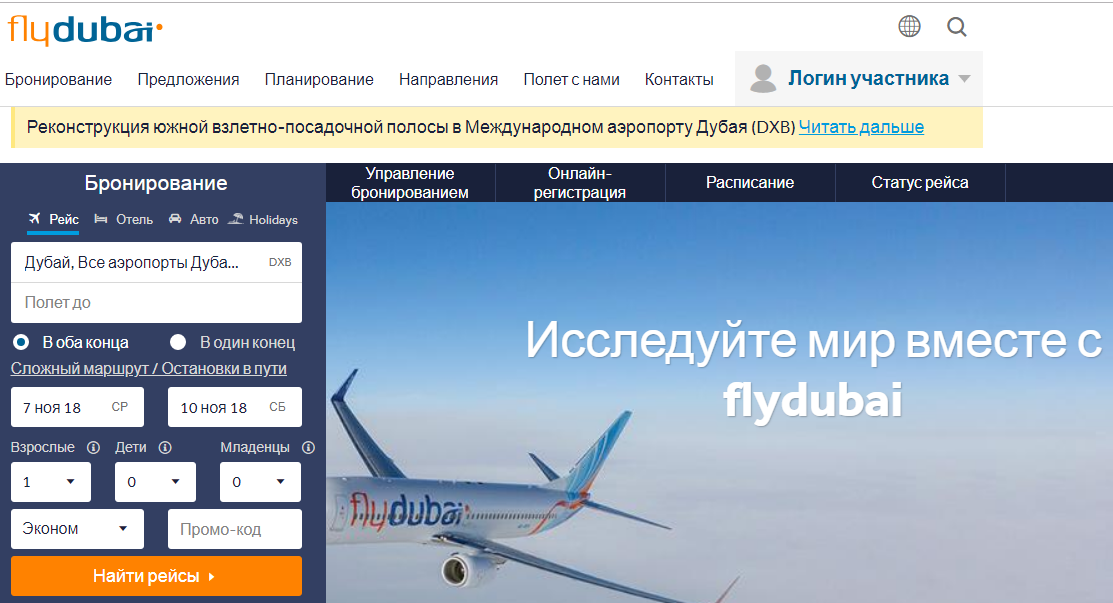 flydubai
Бронирование Предложения Планирование Направления Полет с нами Контакты Логин участника
Реконструкция южной взлетно-посадочной полосы в Международном аэропорту Дубая (DXB) Читать дальше
Бронирование
Управление бронированием
Онлайн-регистрация
Расписание
Статус рейса
Рейс Отель Авто Holidays
Дубай, Все аэропорты Дуба... DXB
Полет до
В оба конца В один конец
Сложный маршрут / Остановки в пути
7 ноя 18 СР 10 ноя 18 СБ
Взрослые Дети Младенцы
1 0 0
Эконом Промо-код
Найти рейсы
Исследуйте мир вместе с
flydubai
flydubai